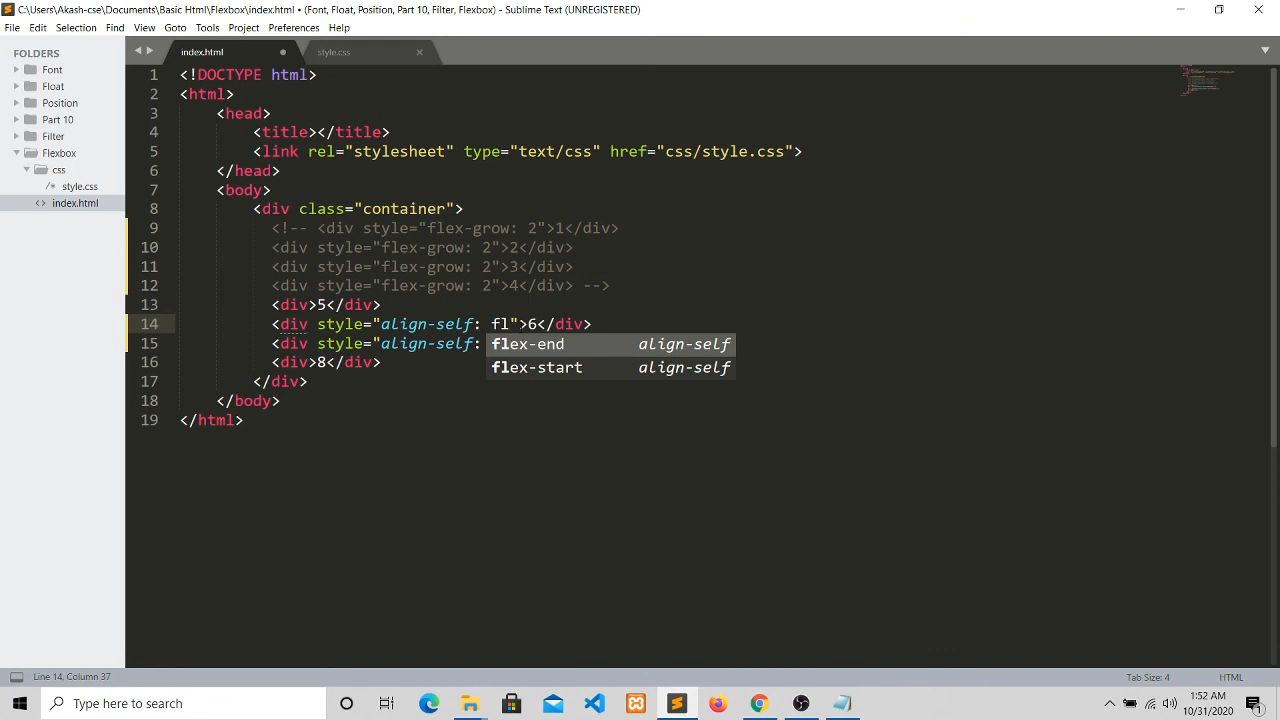 C:\Users\Akash-cse\Documents\Basic Html\Flexbox\index.html • (Font, Float, Position, Part 10, Filter, Flexbox) - Sublime Text (UNREGISTERED)
File Edit Selection Find View Goto Tools Project Preferences Help
FOLDERS
Font
Float
Position
Part 10
Filter
Flexbox
css
/* style.css
<> index.html
index.html
style.css
1 <!DOCTYPE html>
2 <html>
3 <head>
4 <title></title>
5 <link rel="stylesheet" type="text/css" href="css/style.css">
6 </head>
7 <body>
8 <div class="container">
9 <!-- <div style="flex-grow: 2">1</div>
10 <div style="flex-grow: 2">2</div>
11 <div style="flex-grow: 2">3</div>
12 <div style="flex-grow: 2">4</div> -->
13 <div>5</div>
14 <div style="align-self: fl">6</div>
15 <div style="align-self:
16 <div>8</div>
17 </div>
18 </body>
19 </html>
flex-end align-self
flex-start align-self
Line 14, Column 37
Tab Size: 4
HTML
Type here to search
1:52 AM
10/31/2020
1